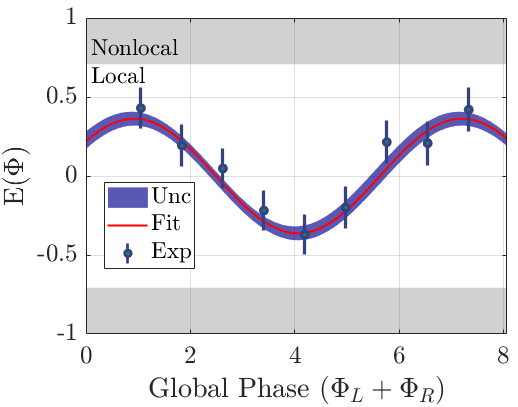 1
Nonlocal
Local
0.5
E(Φ)
0
Unc
Fit
Exp
-0.5
-1
0 2 4 6 8
Global Phase (Φ_L + Φ_R)